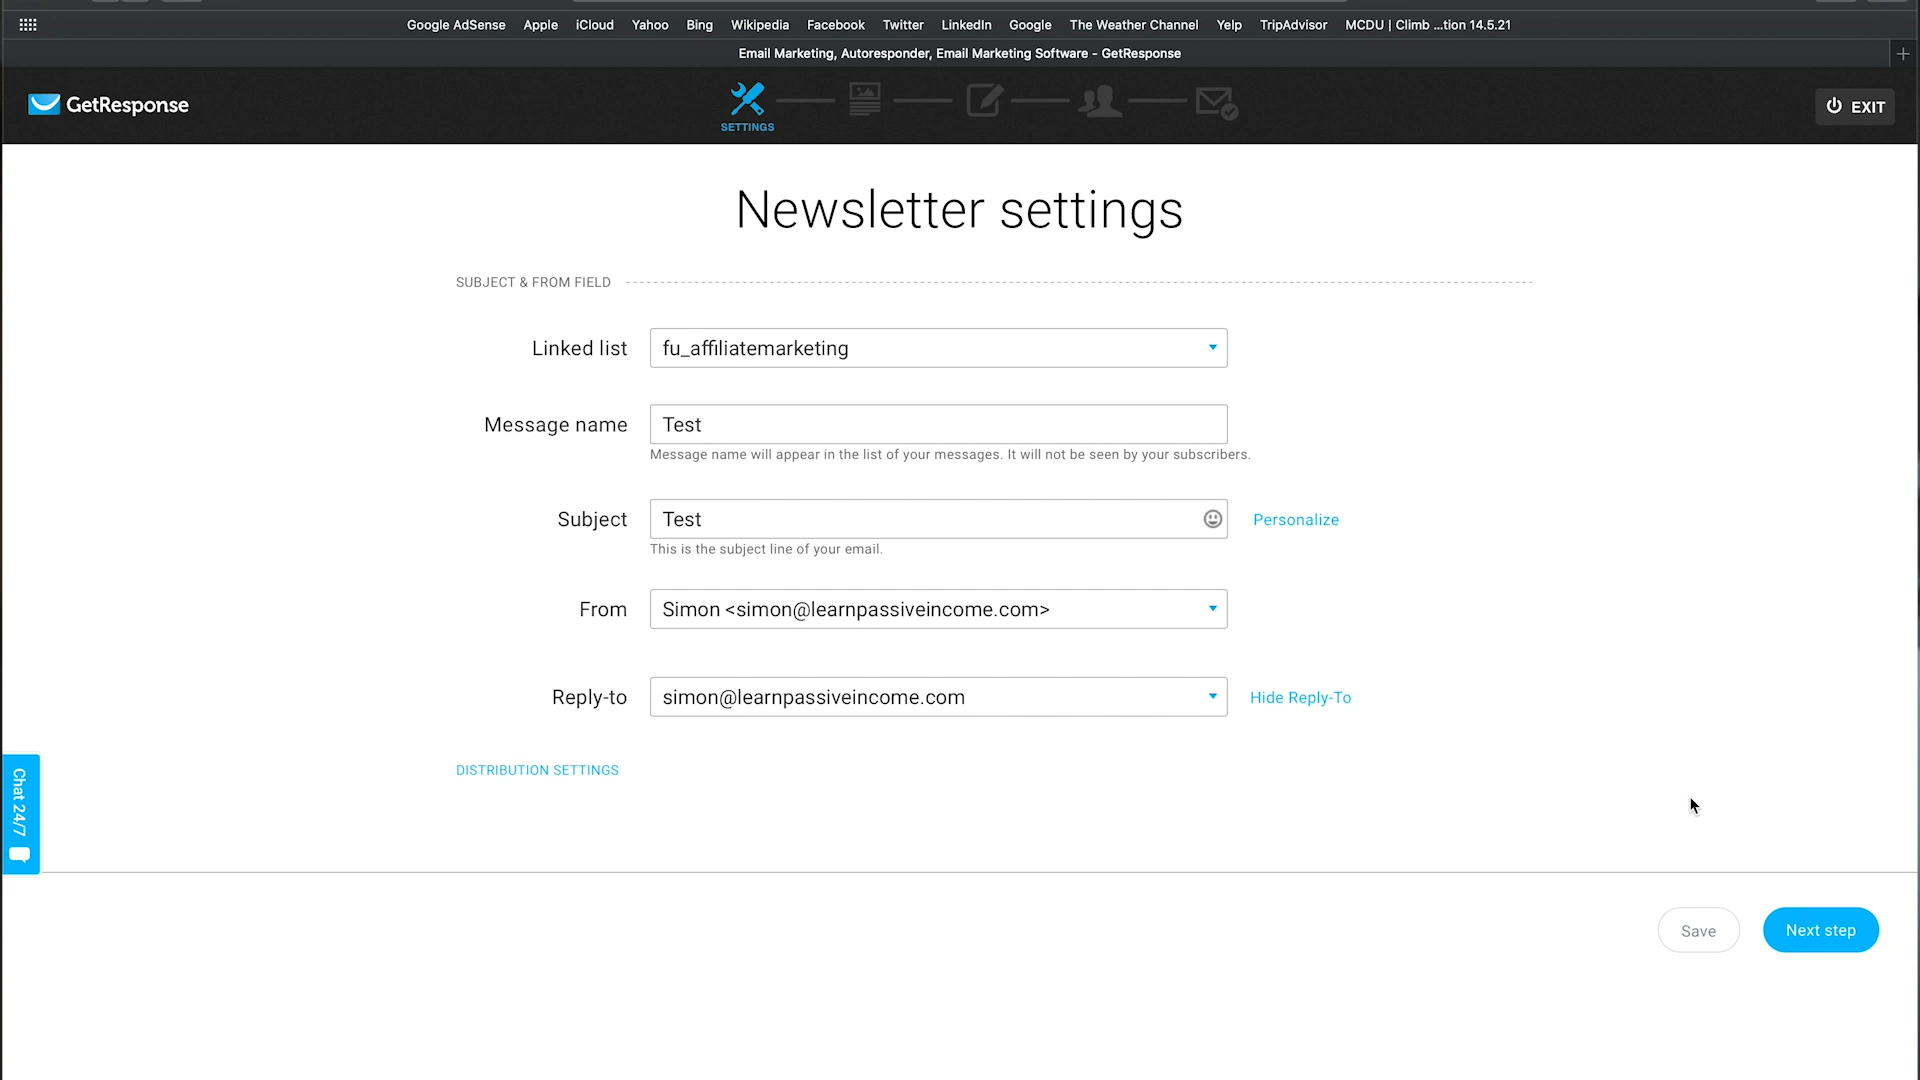 Google AdSense Apple iCloud Yahoo Bing Wikipedia Facebook Twitter LinkedIn Google The Weather Channel Yelp TripAdvisor MCDU | Climb ...tion 14.5.21
Email Marketing, Autoresponder, Email Marketing Software - GetResponse
GetResponse
SETTINGS
EXIT
Newsletter settings
SUBJECT & FROM FIELD
Linked list fu_affiliatemarketing
Message name Test
Message name will appear in the list of your messages. It will not be seen by your subscribers.
Subject Test Personalize
This is the subject line of your email.
From Simon <simon@learnpassiveincome.com>
Reply-to simon@learnpassiveincome.com Hide Reply-To
DISTRIBUTION SETTINGS
Chat 24/7
Save Next step